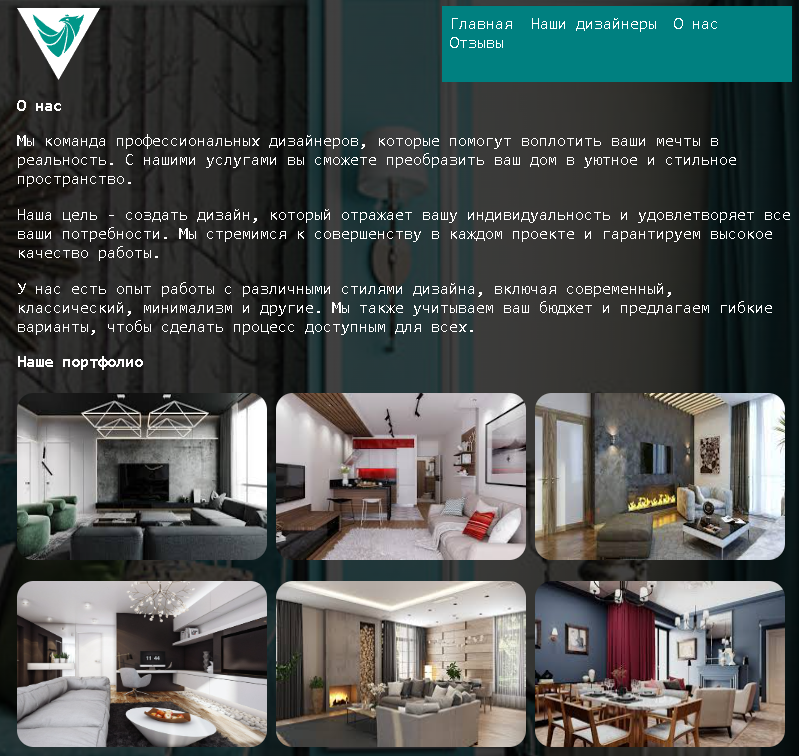 Главная Наши дизайнеры О нас
Отзывы
О нас
Мы команда профессиональных дизайнеров, которые помогут воплотить ваши мечты в
реальность. С нашими услугами вы сможете преобразить ваш дом в уютное и стильное
пространство.
Наша цель - создать дизайн, который отражает вашу индивидуальность и удовлетворяет все
ваши потребности. Мы стремимся к совершенству в каждом проекте и гарантируем высокое
качество работы.
У нас есть опыт работы с различными стилями дизайна, включая современный,
классический, минимализм и другие. Мы также учитываем ваш бюджет и предлагаем гибкие
варианты, чтобы сделать процесс доступным для всех.
Наше портфолио